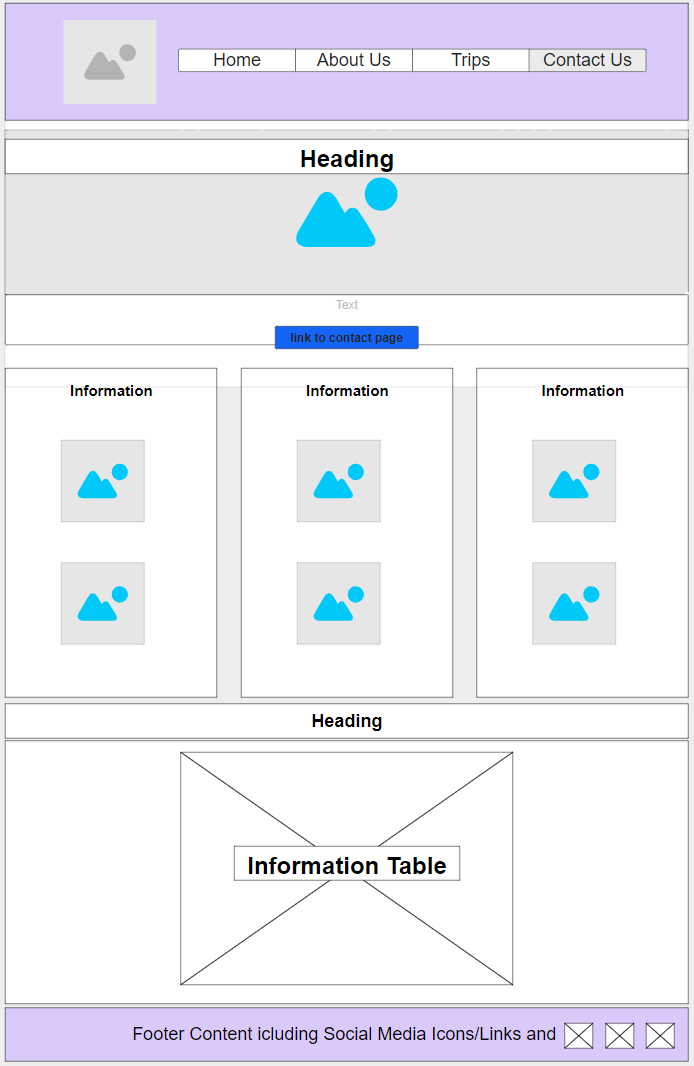 Home About Us Trips Contact Us
Heading
Text
link to contact page
Information Information Information
Heading
Information Table
Footer Content icluding Social Media Icons/Links and